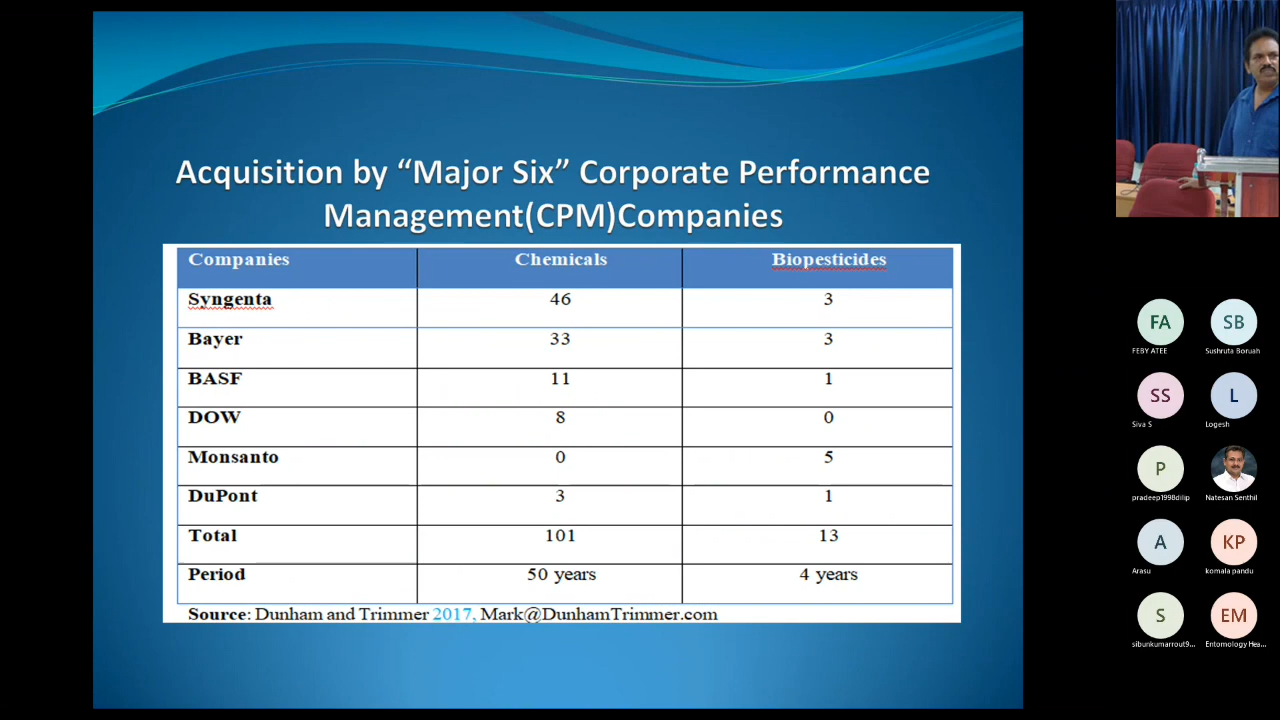 Acquisition by “Major Six” Corporate Performance
Management(CPM)Companies
Companies Chemicals Biopesticides
Syngenta 46 3
Bayer 33 3
BASF 11 1
DOW 8 0
Monsanto 0 5
DuPont 3 1
Total 101 13
Period 50 years 4 years
Source: Dunham and Trimmer 2017, Mark@DunhamTrimmer.com
FA SB
FEBY ATEE Sushruta Boruah
SS L
Siva S Logesh
P
pradeep1998dilip Natesan Senthil
A KP
Arasu komala pandu
S EM
sibunkumarrout9... Entomology Hea...